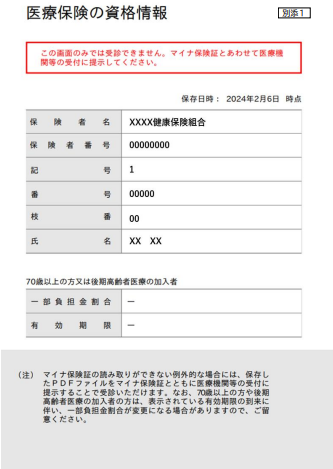 医療保険の資格情報
別添1
この画面のみでは受診できません。マイナ保険証とあわせて医療機
関等の受付に提示してください。
保存日時： 2024年2月6日 時点
保険者名 XXXX健康保険組合
保険者番号 00000000
記号 1
番号 00000
枝番 00
氏名 XX XX
70歳以上の方又は後期高齢者医療の加入者
一部負担金割合 －
有効期限 －
(注) マイナ保険証の読み取りができない例外的な場合には、保存し
たPDFファイルをマイナ保険証とともに医療機関等の受付に
提示することで受診いただけます。なお、70歳以上の方や後期
高齢者医療の加入者の方は、表示されている有効期限の到来に
伴い、一部負担金割合が変更になる場合がありますので、ご留
意ください。